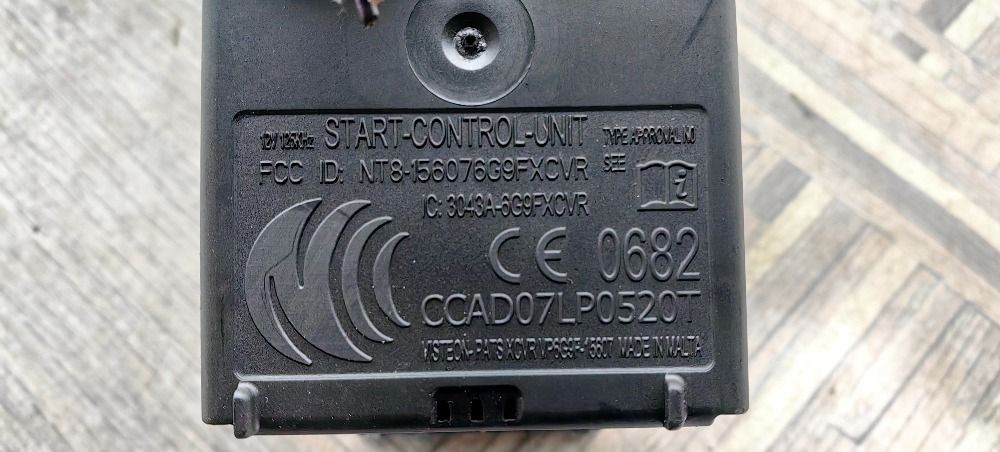 12V 125KHz START-CONTROL-UNIT TYPE APPROVAL NO
FCC ID: NT8-156076G9FXCVR SEE
IC: 3043A-6G9FXCVR
CE 0682
CCAD07LP0520T
VISTEON-PATS XCVR VP6G9F-15607 MADE IN MALTA